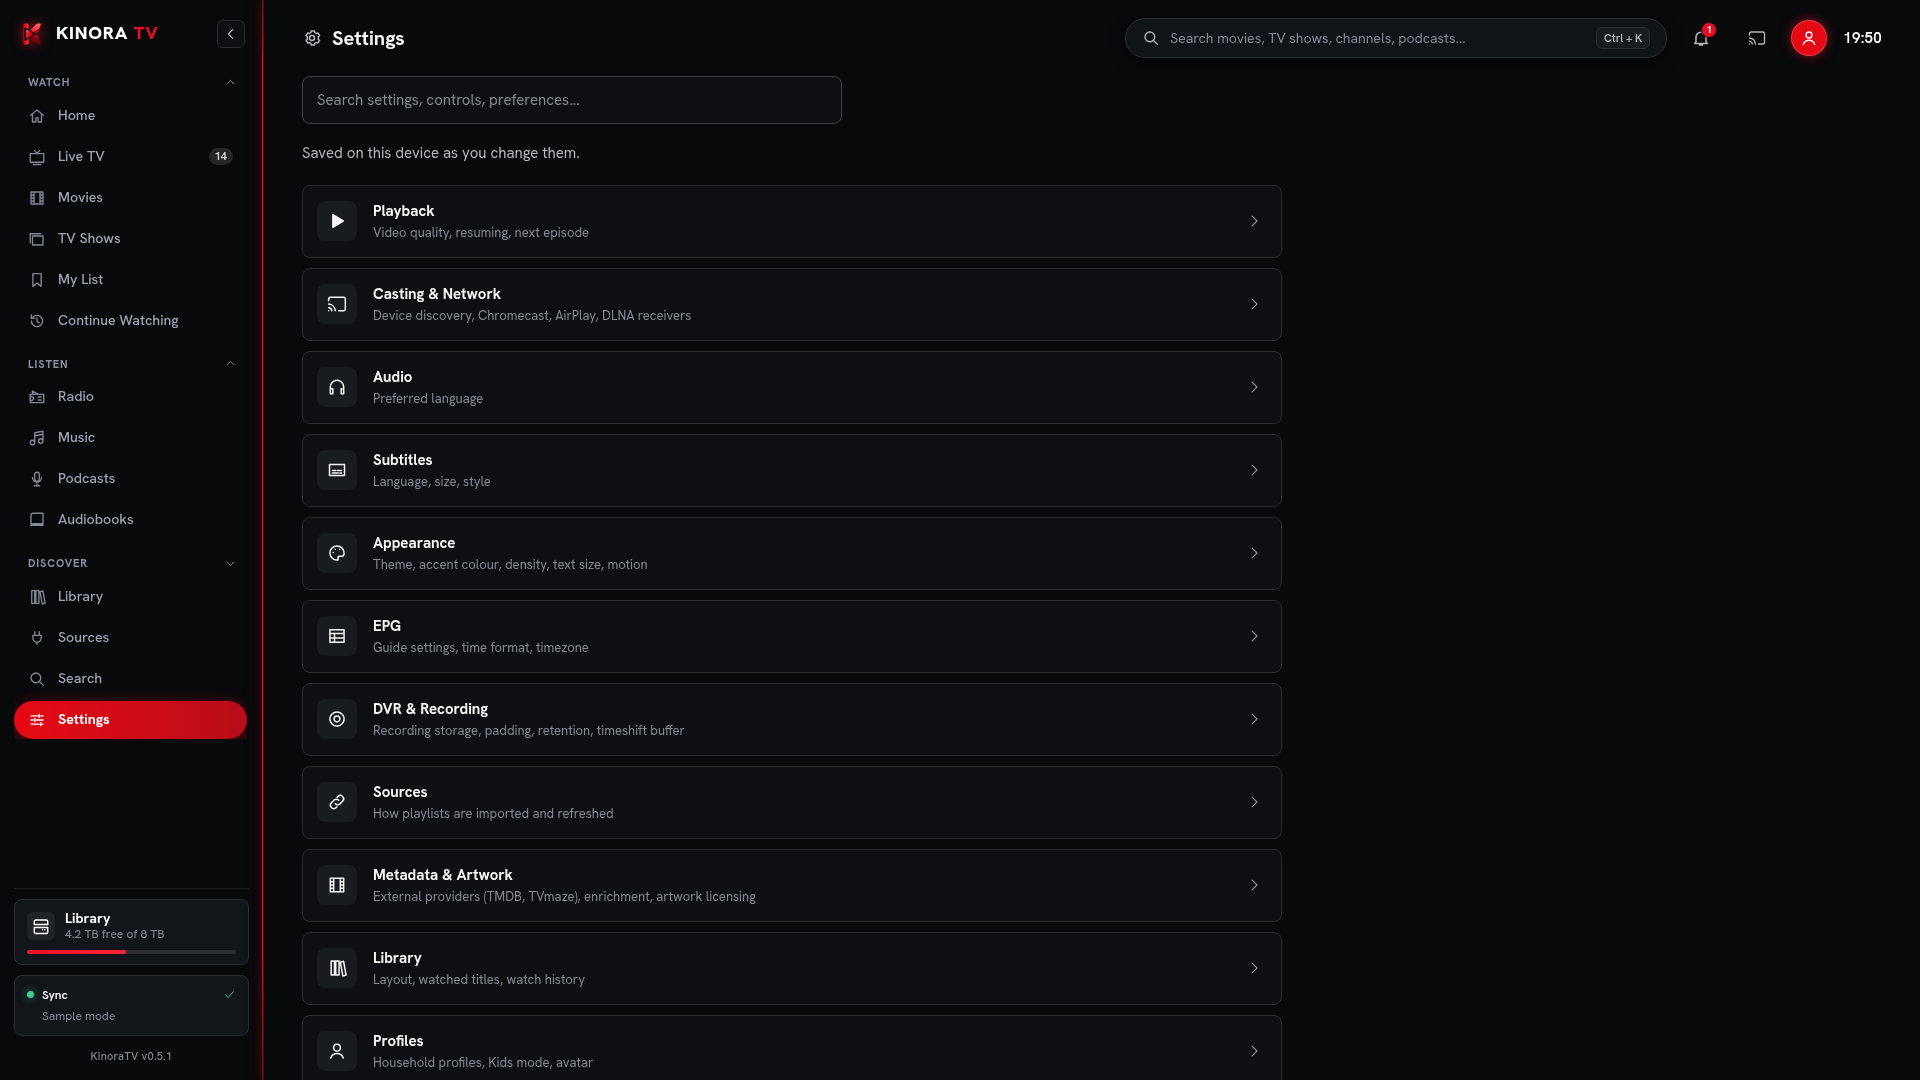 KINORA TV
WATCH
Home
Live TV
14
Movies
TV Shows
My List
Continue Watching
LISTEN
Radio
Music
Podcasts
Audiobooks
DISCOVER
Library
Sources
Search
Settings
Library
4.2 TB free of 8 TB
Sync
Sample mode
KinoraTV v0.5.1
Settings
Search movies, TV shows, channels, podcasts...
Ctrl + K
1
19:50
Search settings, controls, preferences...
Saved on this device as you change them.
Playback
Video quality, resuming, next episode
Casting & Network
Device discovery, Chromecast, AirPlay, DLNA receivers
Audio
Preferred language
Subtitles
Language, size, style
Appearance
Theme, accent colour, density, text size, motion
EPG
Guide settings, time format, timezone
DVR & Recording
Recording storage, padding, retention, timeshift buffer
Sources
How playlists are imported and refreshed
Metadata & Artwork
External providers (TMDB, TVmaze), enrichment, artwork licensing
Library
Layout, watched titles, watch history
Profiles
Household profiles, Kids mode, avatar